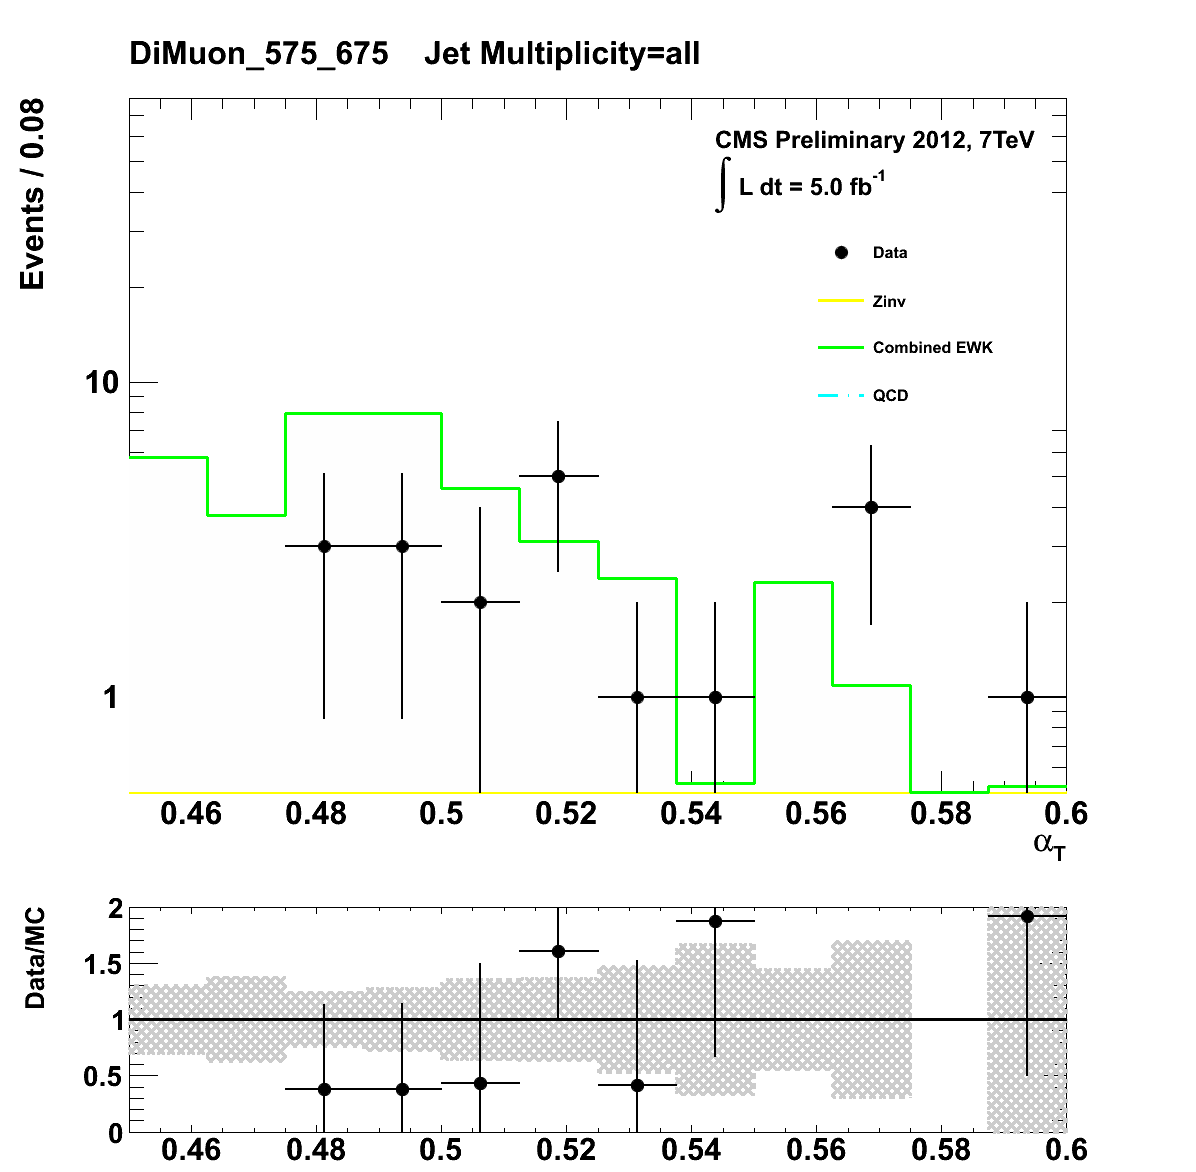 DiMuon_575_675 Jet Multiplicity=all
Events / 0.08
CMS Preliminary 2012, 7TeV
∫ L dt = 5.0 fb⁻¹
Data
Zinv
Combined EWK
QCD
10
1
0.46 0.48 0.5 0.52 0.54 0.56 0.58 0.6
α_T
Data/MC
2
1.5
1
0.5
0
0.46 0.48 0.5 0.52 0.54 0.56 0.58 0.6